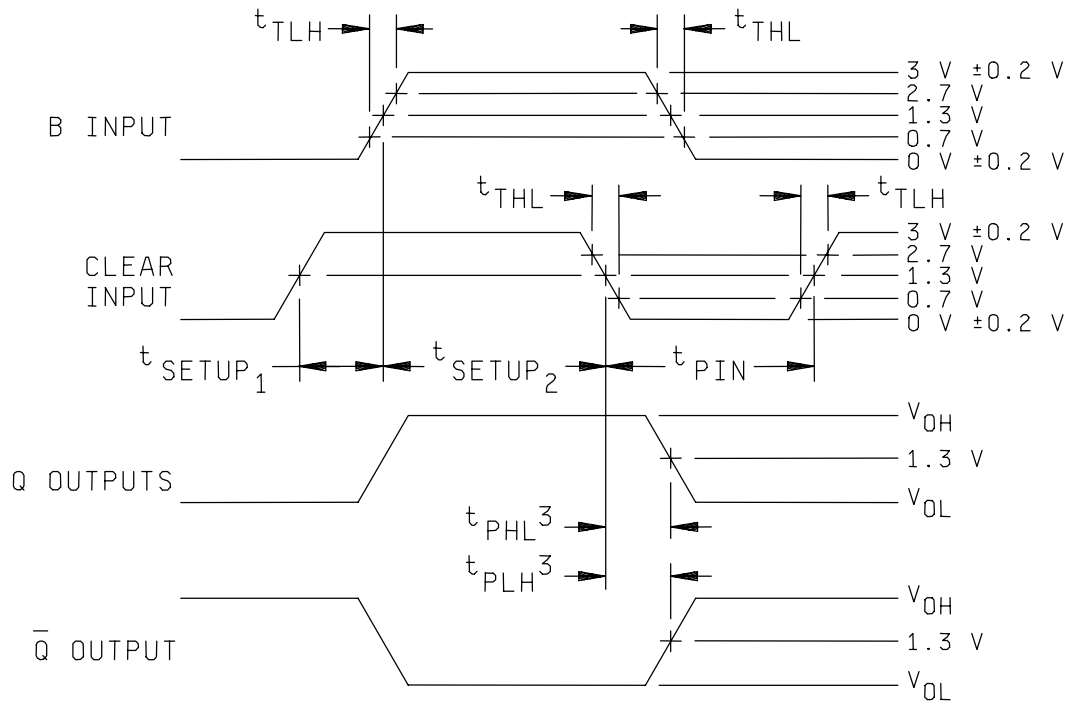 tTLH
tTHL
B INPUT
3 V ±0.2 V
2.7 V
1.3 V
0.7 V
0 V ±0.2 V
tTHL
tTLH
CLEAR
INPUT
3 V ±0.2 V
2.7 V
1.3 V
0.7 V
0 V ±0.2 V
tSETUP1
tSETUP2
tPIN
Q OUTPUTS
VOH
1.3 V
VOL
tPHL3
tPLH3
Q̅ OUTPUT
VOH
1.3 V
VOL